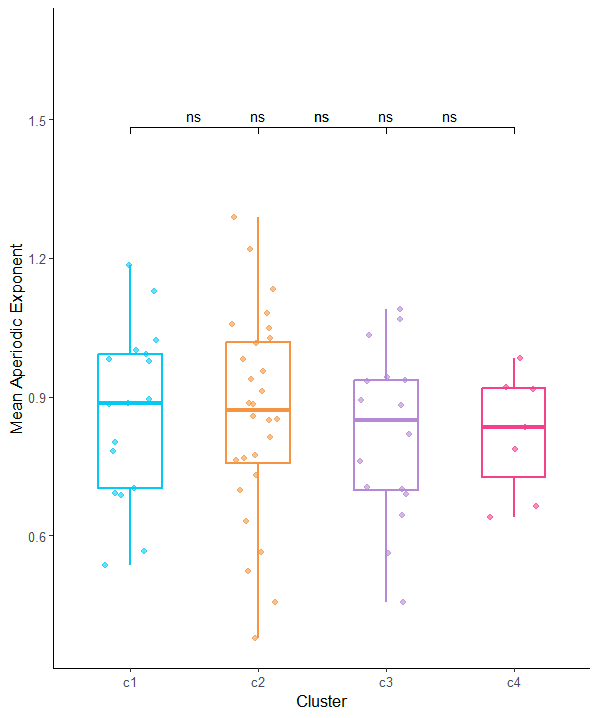 ns ns ns ns ns
Mean Aperiodic Exponent
1.5
1.2
0.9
0.6
c1 c2 c3 c4
Cluster